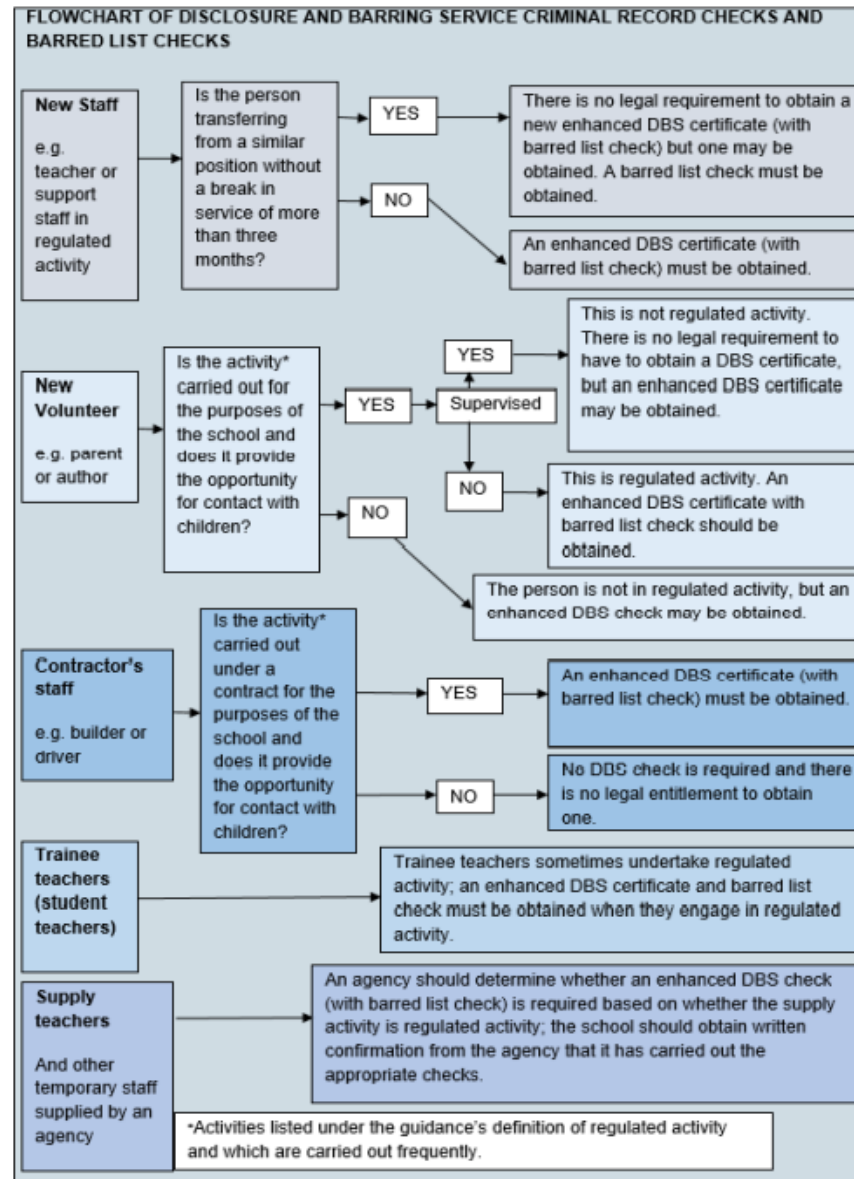 FLOWCHART OF DISCLOSURE AND BARRING SERVICE CRIMINAL RECORD CHECKS AND
BARRED LIST CHECKS
New Staff
e.g.
teacher or
support
staff in
regulated
activity
Is the person
transferring
from a similar
position without
a break in
service of more
than three
months?
YES
There is no legal requirement to obtain a
new enhanced DBS certificate (with
barred list check) but one may be
obtained. A barred list check must be
obtained.
NO
An enhanced DBS certificate (with
barred list check) must be obtained.
New
Volunteer
e.g. parent
or author
Is the activity*
carried out for
the purposes of
the school and
does it provide
the opportunity
for contact with
children?
YES
Supervised
YES
This is not regulated activity.
There is no legal requirement to
have to obtain a DBS certificate,
but an enhanced DBS certificate
may be obtained.
NO
This is regulated activity. An
enhanced DBS certificate with
barred list check should be
obtained.
NO
The person is not in regulated activity, but an
enhanced DBS check may be obtained.
Contractor's
staff
e.g. builder or
driver
Is the activity*
carried out
under a
contract for the
purposes of the
school and
does it provide
the opportunity
for contact with
children?
YES
An enhanced DBS certificate (with
barred list check) must be obtained.
NO
No DBS check is required and there
is no legal entitlement to obtain
one.
Trainee
teachers
(student
teachers)
Trainee teachers sometimes undertake regulated
activity; an enhanced DBS certificate and barred list
check must be obtained when they engage in regulated
activity.
Supply
teachers
And other
temporary staff
supplied by an
agency
An agency should determine whether an enhanced DBS check
(with barred list check) is required based on whether the supply
activity is regulated activity; the school should obtain written
confirmation from the agency that it has carried out the
appropriate checks.
*Activities listed under the guidance's definition of regulated activity
and which are carried out frequently.